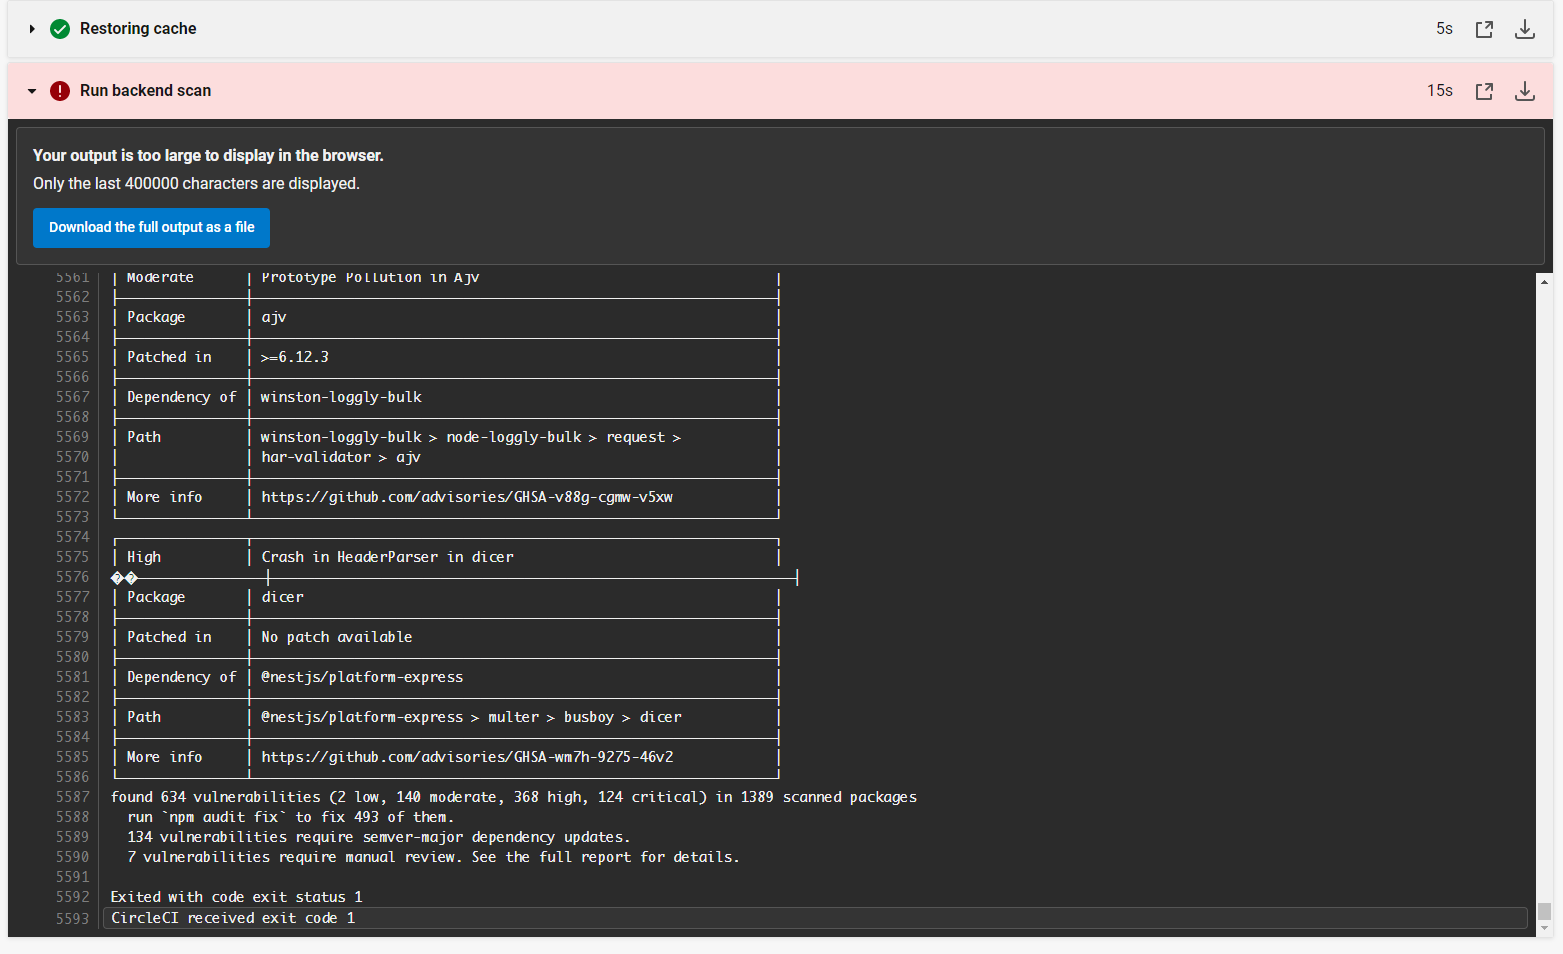 Restoring cache 5s
Run backend scan 15s
Your output is too large to display in the browser.
Only the last 400000 characters are displayed.
Download the full output as a file
5561 | Moderate | Prototype Pollution in Ajv |
5562
5563 | Package | ajv |
5564
5565 | Patched in | >=6.12.3 |
5566
5567 | Dependency of | winston-loggly-bulk |
5568
5569 | Path | winston-loggly-bulk > node-loggly-bulk > request > |
5570 | | har-validator > ajv |
5571
5572 | More info | https://github.com/advisories/GHSA-v88g-cgmw-v5xw |
5573
5574
5575 | High | Crash in HeaderParser in dicer |
5576 ��
5577 | Package | dicer |
5578
5579 | Patched in | No patch available |
5580
5581 | Dependency of | @nestjs/platform-express |
5582
5583 | Path | @nestjs/platform-express > multer > busboy > dicer |
5584
5585 | More info | https://github.com/advisories/GHSA-wm7h-9275-46v2 |
5586
5587 found 634 vulnerabilities (2 low, 140 moderate, 368 high, 124 critical) in 1389 scanned packages
5588 run `npm audit fix` to fix 493 of them.
5589 134 vulnerabilities require semver-major dependency updates.
5590 7 vulnerabilities require manual review. See the full report for details.
5591
5592 Exited with code exit status 1
5593 CircleCI received exit code 1